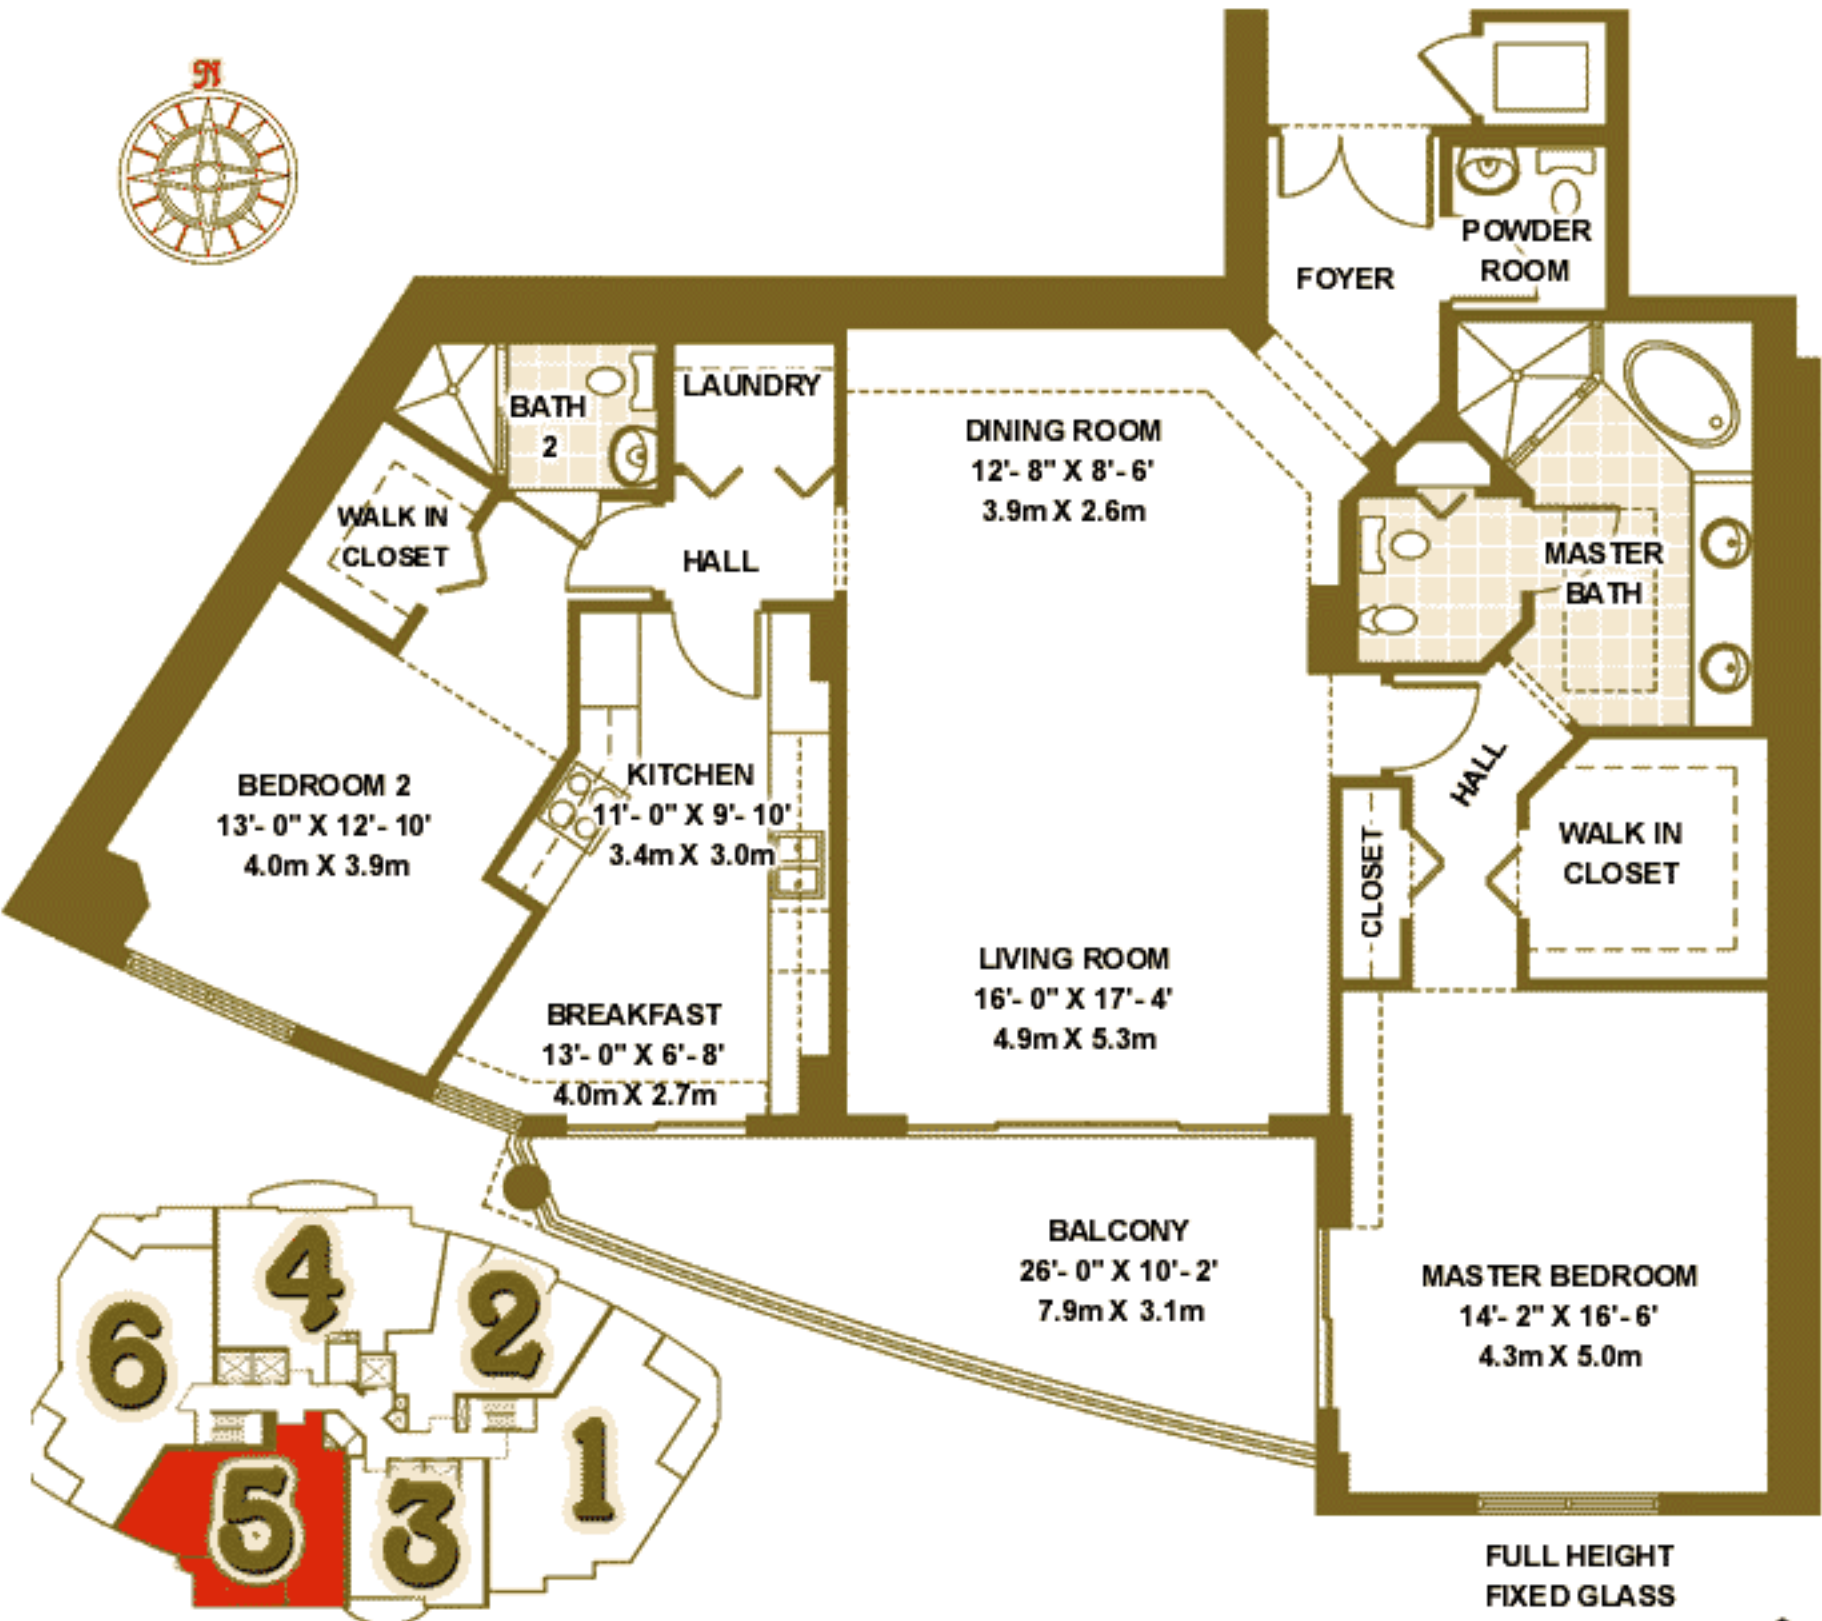 N
POWDER
ROOM
FOYER
LAUNDRY
BATH
2
DINING ROOM
12'- 8" X 8'- 6'
3.9m X 2.6m
WALK IN
CLOSET
HALL
MASTER
BATH
BEDROOM 2
13'- 0" X 12'- 10'
4.0m X 3.9m
KITCHEN
11'- 0" X 9'- 10'
3.4m X 3.0m
HALL
CLOSET
WALK IN
CLOSET
LIVING ROOM
16'- 0" X 17'- 4'
4.9m X 5.3m
BREAKFAST
13'- 0" X 6'- 8'
4.0m X 2.7m
BALCONY
26'- 0" X 10'- 2'
7.9m X 3.1m
MASTER BEDROOM
14'- 2" X 16'- 6'
4.3m X 5.0m
4
2
6
1
5
3
FULL HEIGHT
FIXED GLASS